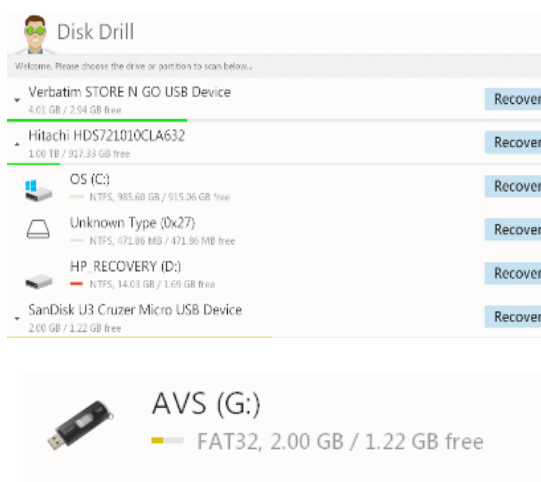 Disk Drill
Welcome. Please choose the drive or partition to scan below...
Verbatim STORE N GO USB Device
4.01 GB / 2.94 GB free
Recover
Hitachi HDS721010CLA632
1.00 TB / 917.33 GB free
Recover
OS (C:)
NTFS, 985.60 GB / 915.06 GB free
Recover
Unknown Type (0x27)
NTFS, 471.86 MB / 471.86 MB free
Recover
HP_RECOVERY (D:)
NTFS, 14.03 GB / 1.69 GB free
Recover
SanDisk U3 Cruzer Micro USB Device
2.00 GB / 1.22 GB free
Recover
AVS (G:)
FAT32, 2.00 GB / 1.22 GB free